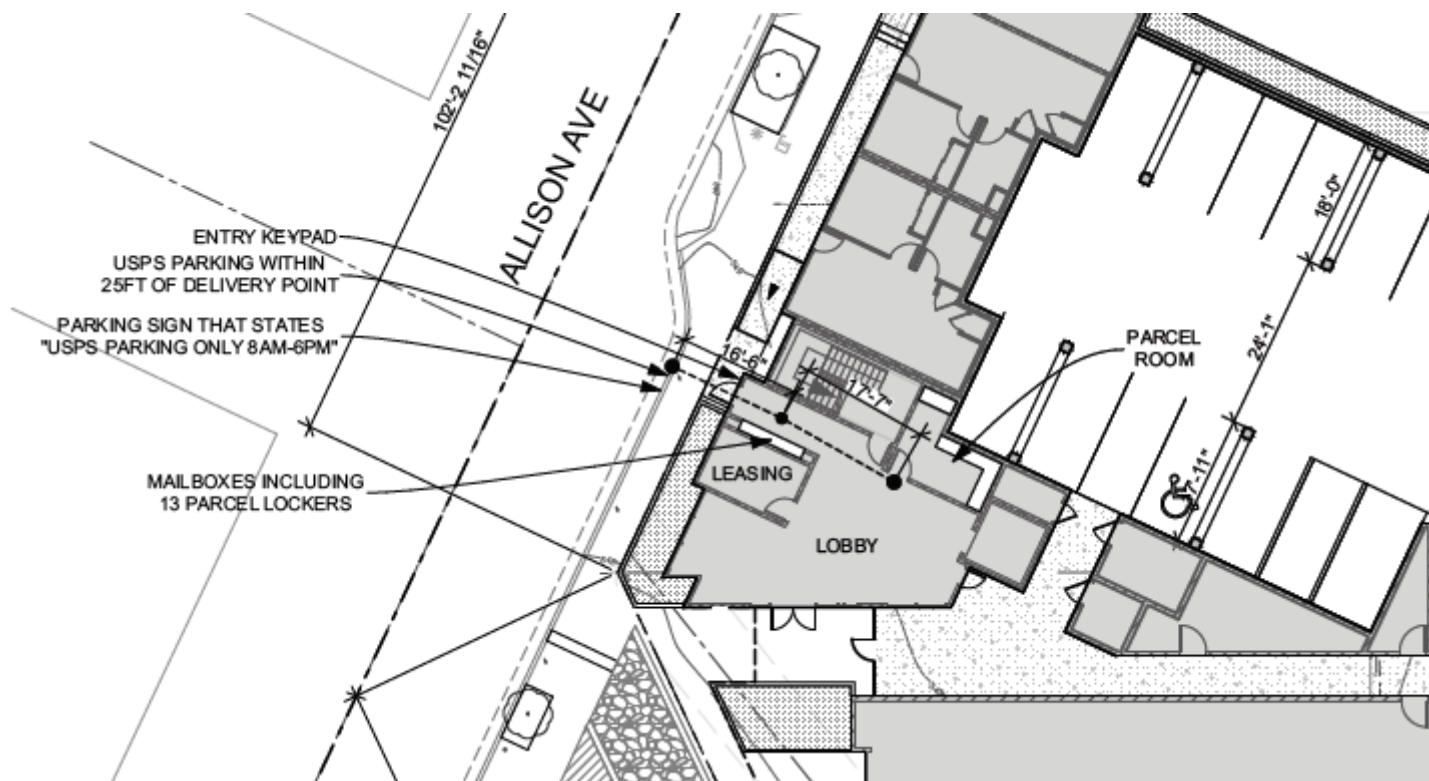 102'-2 11/16"
ALLISON AVE
ENTRY KEYPAD
USPS PARKING WITHIN
25FT OF DELIVERY POINT
PARKING SIGN THAT STATES
"USPS PARKING ONLY 8AM-6PM"
16'-6"
17'-7"
PARCEL
ROOM
18'-0"
24'-1"
7'-11"
MAILBOXES INCLUDING
13 PARCEL LOCKERS
LEASING
LOBBY